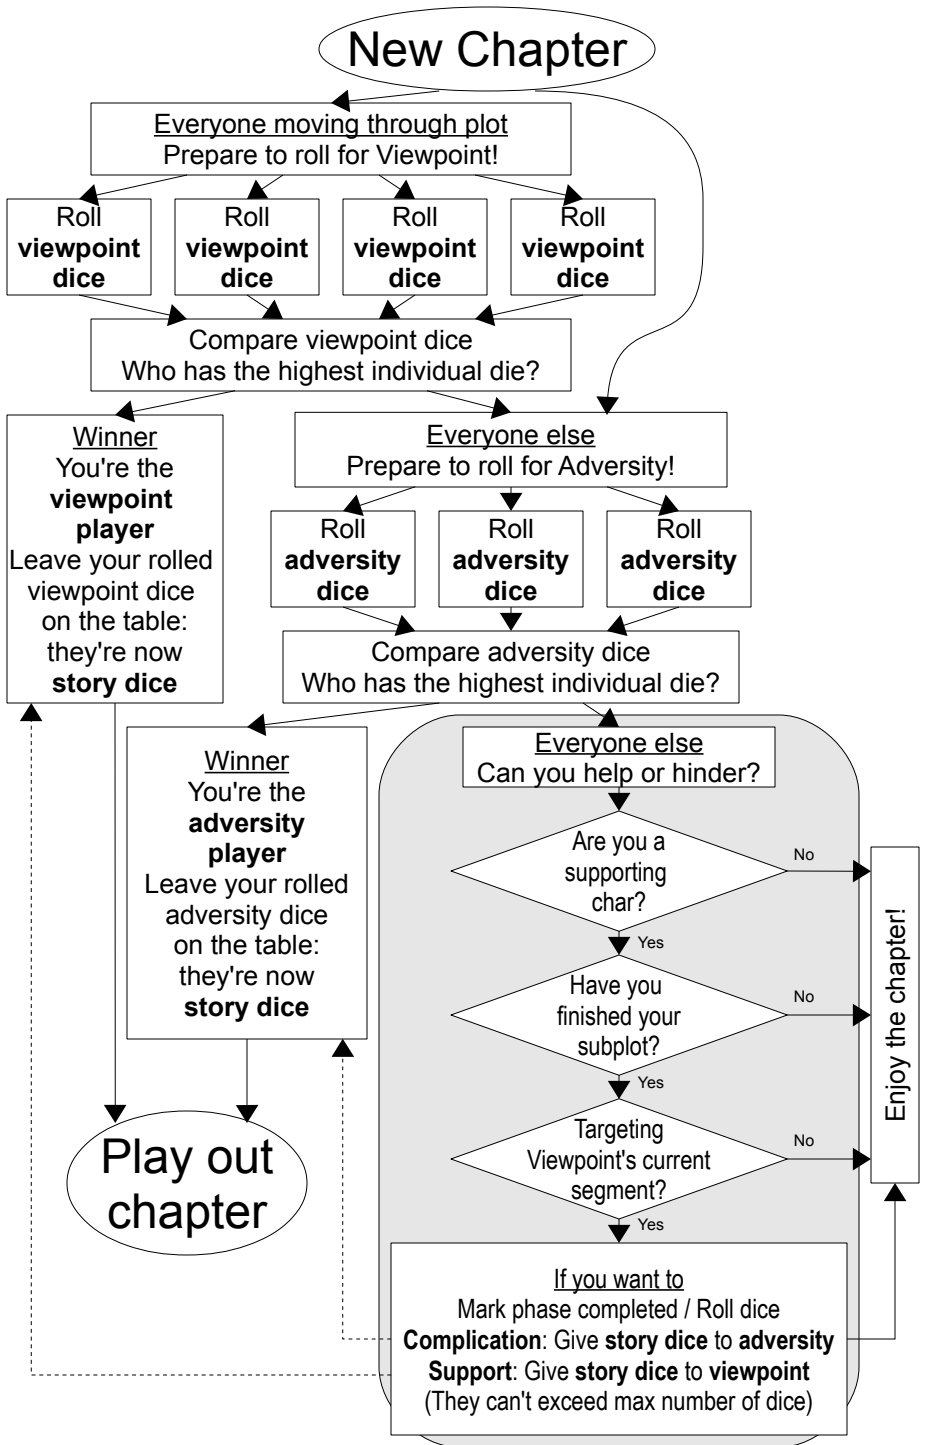 New Chapter
Everyone moving through plot
Prepare to roll for Viewpoint!
Roll
viewpoint
dice
Roll
viewpoint
dice
Roll
viewpoint
dice
Roll
viewpoint
dice
Compare viewpoint dice
Who has the highest individual die?
Winner
You're the
viewpoint
player
Leave your rolled
viewpoint dice
on the table:
they're now
story dice
Everyone else
Prepare to roll for Adversity!
Roll
adversity
dice
Roll
adversity
dice
Roll
adversity
dice
Compare adversity dice
Who has the highest individual die?
Winner
You're the
adversity
player
Leave your rolled
adversity dice
on the table:
they're now
story dice
Everyone else
Can you help or hinder?
Are you a
supporting
char?
No
Yes
Have you
finished your
subplot?
No
Yes
Targeting
Viewpoint's current
segment?
No
Yes
Enjoy the chapter!
Play out
chapter
If you want to
Mark phase completed / Roll dice
Complication: Give story dice to adversity
Support: Give story dice to viewpoint
(They can't exceed max number of dice)